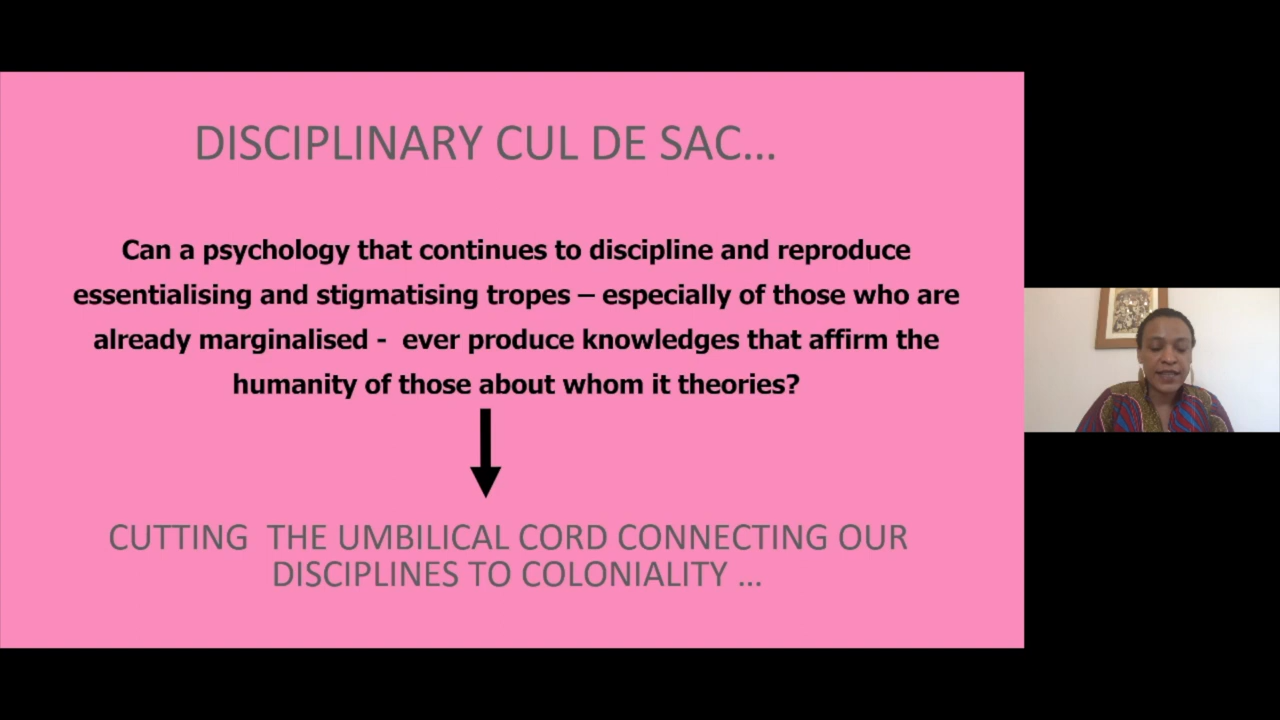 DISCIPLINARY CUL DE SAC...
Can a psychology that continues to discipline and reproduce
essentialising and stigmatising tropes – especially of those who are
already marginalised -  ever produce knowledges that affirm the
humanity of those about whom it theories?
CUTTING  THE UMBILICAL CORD CONNECTING OUR
DISCIPLINES TO COLONIALITY ...